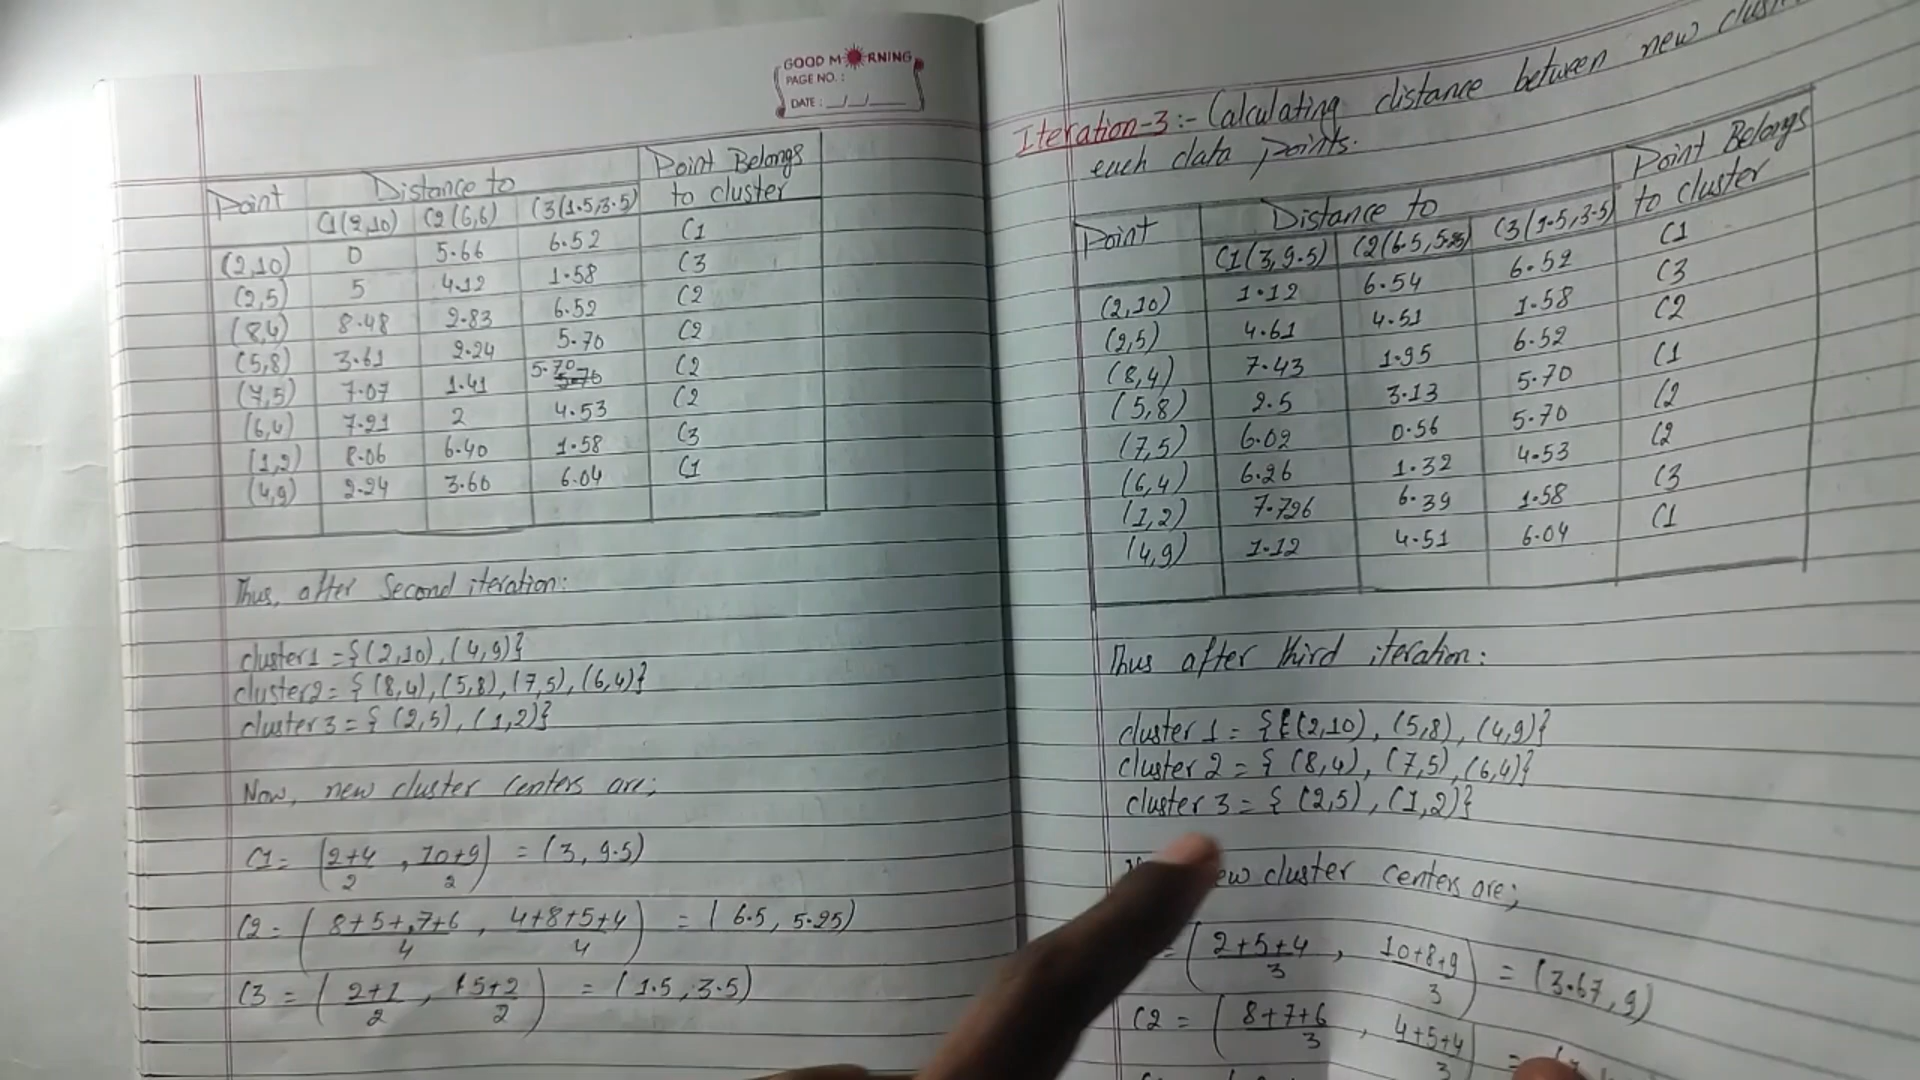 GOOD MORNING
PAGE NO.:
DATE: __/__/____
Point | Distance to | Point Belongs to cluster
C1(2,10) | C2(6,6) | C3(1.5,3.5)
(2,10) | 0 | 5.66 | 6.52 | C1
(2,5) | 5 | 4.12 | 1.58 | C3
(8,4) | 8.48 | 2.83 | 6.52 | C2
(5,8) | 3.61 | 2.24 | 5.70 | C2
(7,5) | 7.07 | 1.41 | 5.70 | C2
(6,4) | 7.21 | 2 | 4.53 | C2
(1,2) | 8.06 | 6.40 | 1.58 | C3
(4,9) | 2.24 | 3.60 | 6.04 | C1
Thus, after Second iteration:
cluster1 = {(2,10), (4,9)}
cluster2 = {(8,4), (5,8), (7,5), (6,4)}
cluster3 = {(2,5), (1,2)}
Now, new cluster centers are;
C1 = (2+4/2, 10+9/2) = (3, 9.5)
C2 = (8+5+7+6/4, 4+8+5+4/4) = (6.5, 5.25)
C3 = (2+1/2, 5+2/2) = (1.5, 3.5)
Iteration-3:- Calculating distance between new
each data points.
Point | Distance to | Point Belongs to cluster
C1(3,9.5) | C2(6.5,5.25) | C3(1.5,3.5)
(2,10) | 1.12 | 6.54 | 6.52 | C1
(2,5) | 4.61 | 4.51 | 1.58 | C3
(8,4) | 7.43 | 1.95 | 6.52 | C2
(5,8) | 2.5 | 3.13 | 5.70 | C1
(7,5) | 6.02 | 0.56 | 5.70 | C2
(6,4) | 6.26 | 1.32 | 4.53 | C2
(1,2) | 7.726 | 6.39 | 1.58 | C3
(4,9) | 1.12 | 4.51 | 6.04 | C1
Thus after third iteration:
cluster 1 = {(2,10), (5,8), (4,9)}
cluster 2 = {(8,4), (7,5), (6,4)}
cluster 3 = {(2,5), (1,2)}
cluster centers are;
= (2+5+4/3, 10+8+9/3) = (3.67, 9)
C2 = (8+7+6/3, 4+5+4/3) =